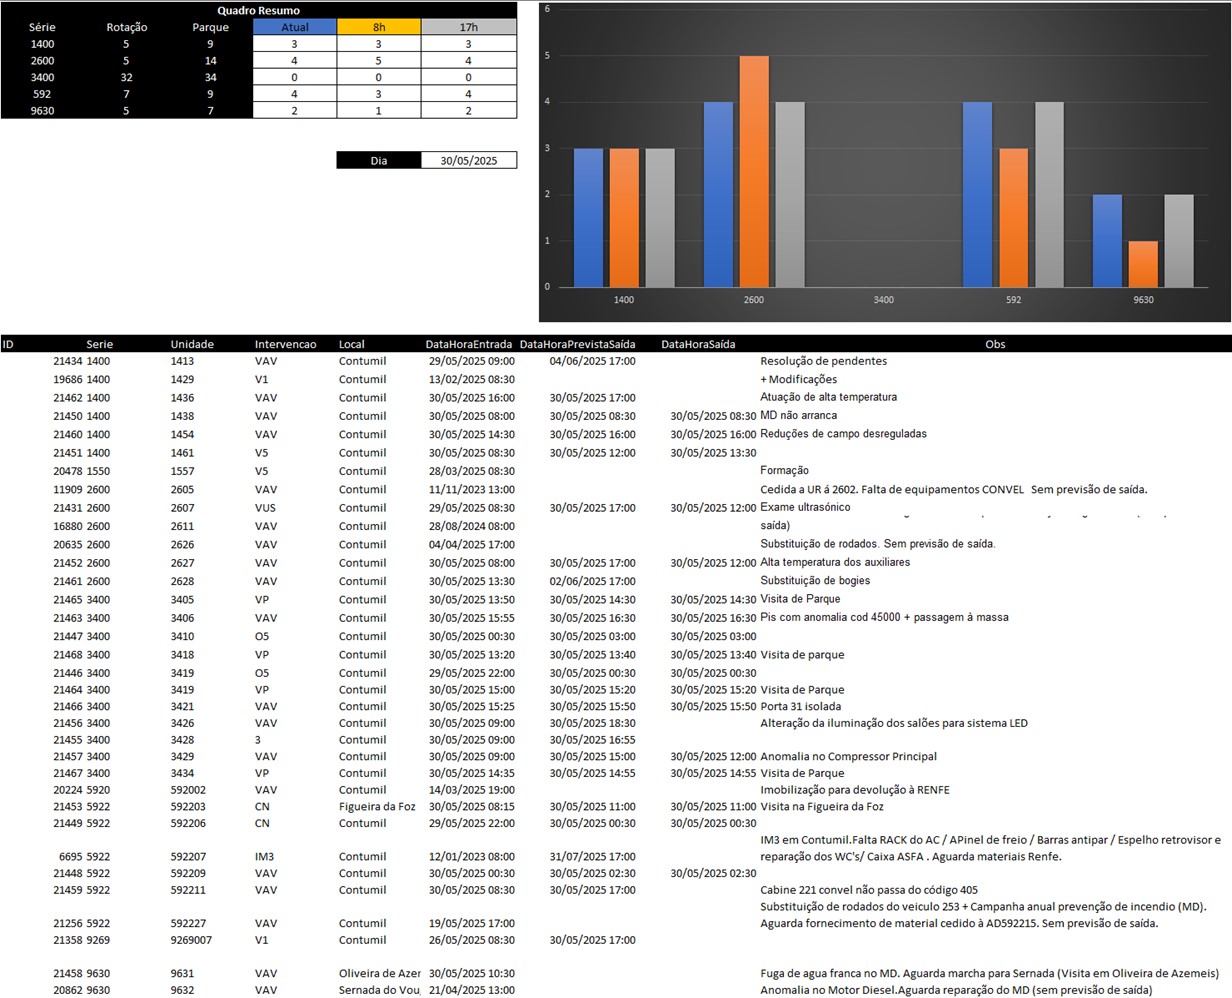 Quadro Resumo
Série Rotação Parque Atual 8h 17h
1400 5 9 3 3 3
2600 5 14 4 5 4
3400 32 34 0 0 0
592 7 9 4 3 4
9630 5 7 2 1 2
Dia 30/05/2025
6
5
4
3
2
1
0
1400 2600 3400 592 9630
ID Serie Unidade Intervencao Local DataHoraEntrada DataHoraPrevistaSaída DataHoraSaída Obs
21434 1400 1413 VAV Contumil 29/05/2025 09:00 04/06/2025 17:00 Resolução de pendentes
19686 1400 1429 V1 Contumil 13/02/2025 08:30 + Modificações
21462 1400 1436 VAV Contumil 30/05/2025 16:00 30/05/2025 17:00 Atuação de alta temperatura
21450 1400 1438 VAV Contumil 30/05/2025 08:00 30/05/2025 08:30 30/05/2025 08:30 MD não arranca
21460 1400 1454 VAV Contumil 30/05/2025 14:30 30/05/2025 16:00 30/05/2025 16:00 Reduções de campo desreguladas
21451 1400 1461 V5 Contumil 30/05/2025 08:30 30/05/2025 12:00 30/05/2025 13:30
20478 1550 1557 V5 Contumil 28/03/2025 08:30 Formação
11909 2600 2605 VAV Contumil 11/11/2023 13:00 Cedida a UR á 2602. Falta de equipamentos CONVEL Sem previsão de saída.
21431 2600 2607 VUS Contumil 29/05/2025 08:30 30/05/2025 17:00 30/05/2025 12:00 Exame ultrasónico
16880 2600 2611 VAV Contumil 28/08/2024 08:00 saída)
20635 2600 2626 VAV Contumil 04/04/2025 17:00 Substituição de rodados. Sem previsão de saída.
21452 2600 2627 VAV Contumil 30/05/2025 08:00 30/05/2025 17:00 30/05/2025 12:00 Alta temperatura dos auxiliares
21461 2600 2628 VAV Contumil 30/05/2025 13:30 02/06/2025 17:00 Substituição de bogies
21465 3400 3405 VP Contumil 30/05/2025 13:50 30/05/2025 14:30 30/05/2025 14:30 Visita de Parque
21463 3400 3406 VAV Contumil 30/05/2025 15:55 30/05/2025 16:30 30/05/2025 16:30 Pis com anomalia cod 45000 + passagem à massa
21447 3400 3410 O5 Contumil 30/05/2025 00:30 30/05/2025 03:00 30/05/2025 03:00
21468 3400 3418 VP Contumil 30/05/2025 13:20 30/05/2025 13:40 30/05/2025 13:40 Visita de parque
21446 3400 3419 O5 Contumil 29/05/2025 22:00 30/05/2025 00:30 30/05/2025 00:30
21464 3400 3419 VP Contumil 30/05/2025 15:00 30/05/2025 15:20 30/05/2025 15:20 Visita de Parque
21466 3400 3421 VAV Contumil 30/05/2025 15:25 30/05/2025 15:50 30/05/2025 15:50 Porta 31 isolada
21456 3400 3426 VAV Contumil 30/05/2025 09:00 30/05/2025 18:30 Alteração da iluminação dos salões para sistema LED
21455 3400 3428 3 Contumil 30/05/2025 09:00 30/05/2025 16:55
21457 3400 3429 VAV Contumil 30/05/2025 09:00 30/05/2025 15:00 30/05/2025 12:00 Anomalia no Compressor Principal
21467 3400 3434 VP Contumil 30/05/2025 14:35 30/05/2025 14:55 30/05/2025 14:55 Visita de Parque
20224 5920 592002 VAV Contumil 14/03/2025 19:00 Imobilização para devolução à RENFE
21453 5922 592203 CN Figueira da Foz 30/05/2025 08:15 30/05/2025 11:00 30/05/2025 11:00 Visita na Figueira da Foz
21449 5922 592206 CN Contumil 29/05/2025 22:00 30/05/2025 00:30 30/05/2025 00:30
IM3 em Contumil.Falta RACK do AC / APinel de freio / Barras antipar / Espelho retrovisor e
6695 5922 592207 IM3 Contumil 12/01/2023 08:00 31/07/2025 17:00 reparação dos WC's/ Caixa ASFA . Aguarda materiais Renfe.
21448 5922 592209 VAV Contumil 30/05/2025 00:30 30/05/2025 02:30 30/05/2025 02:30
21459 5922 592211 VAV Contumil 30/05/2025 08:30 30/05/2025 17:00 Cabine 221 convel não passa do código 405
Substituição de rodados do veiculo 253 + Campanha anual prevenção de incendio (MD).
21256 5922 592227 VAV Contumil 19/05/2025 17:00 Aguarda fornecimento de material cedido à AD592215. Sem previsão de saída.
21358 9269 9269007 V1 Contumil 26/05/2025 08:30 30/05/2025 17:00
21458 9630 9631 VAV Oliveira de Azer 30/05/2025 10:30 Fuga de agua franca no MD. Aguarda marcha para Sernada (Visita em Oliveira de Azemeis)
20862 9630 9632 VAV Sernada do Vou 21/04/2025 13:00 Anomalia no Motor Diesel.Aguarda reparação do MD (sem previsão de saída)